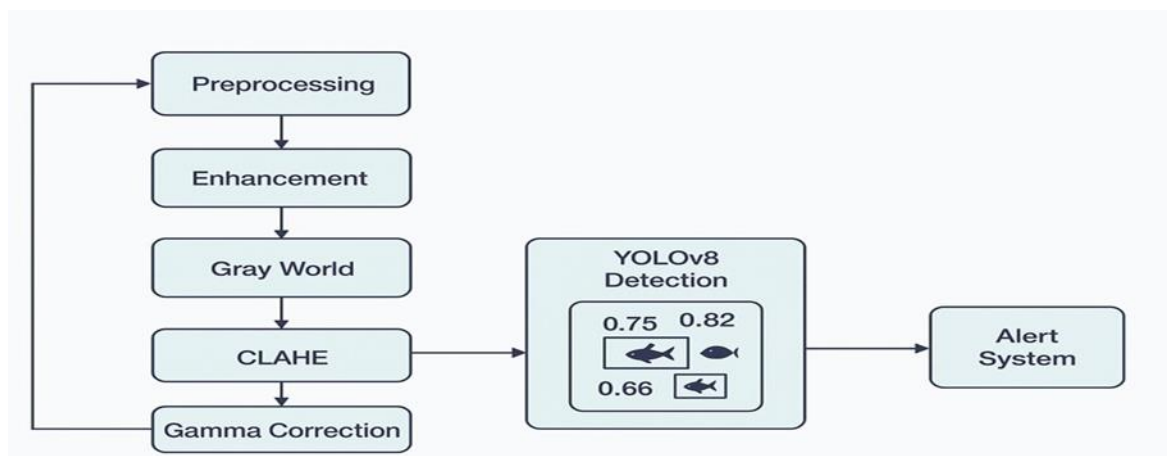 Preprocessing
Enhancement
Gray World
CLAHE
Gamma Correction
YOLOv8
Detection
0.75 0.82
0.66
Alert
System